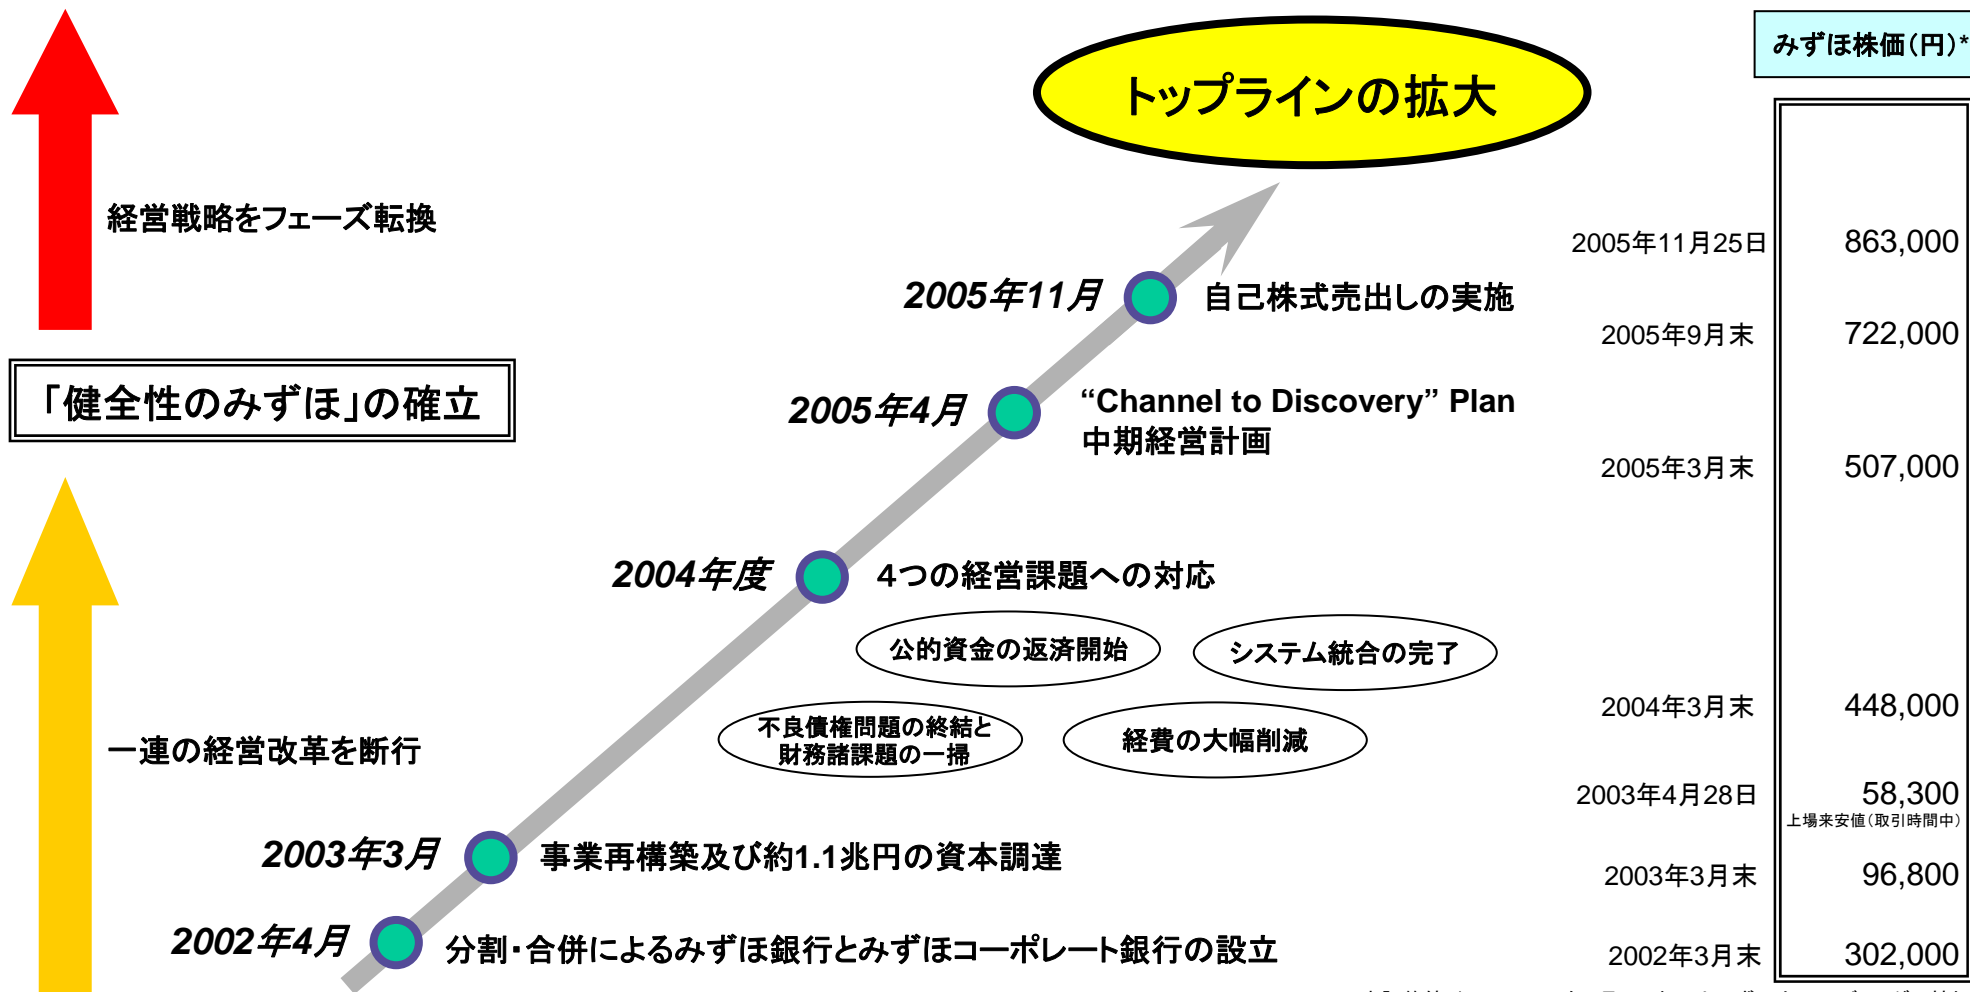 みずほ株価(円)*
トップラインの拡大
経営戦略をフェーズ転換
2005年11月25日 863,000
2005年11月 自己株式売出しの実施
2005年9月末 722,000
「健全性のみずほ」の確立
2005年4月 “Channel to Discovery” Plan
中期経営計画
2005年3月末 507,000
2004年度 4つの経営課題への対応
公的資金の返済開始 システム統合の完了
2004年3月末 448,000
不良債権問題の終結と
財務諸課題の一掃
経費の大幅削減
一連の経営改革を断行
2003年4月28日 58,300
上場来安値(取引時間中)
2003年3月 事業再構築及び約1.1兆円の資本調達
2003年3月末 96,800
2002年4月 分割・合併によるみずほ銀行とみずほコーポレート銀行の設立
2002年3月末 302,000